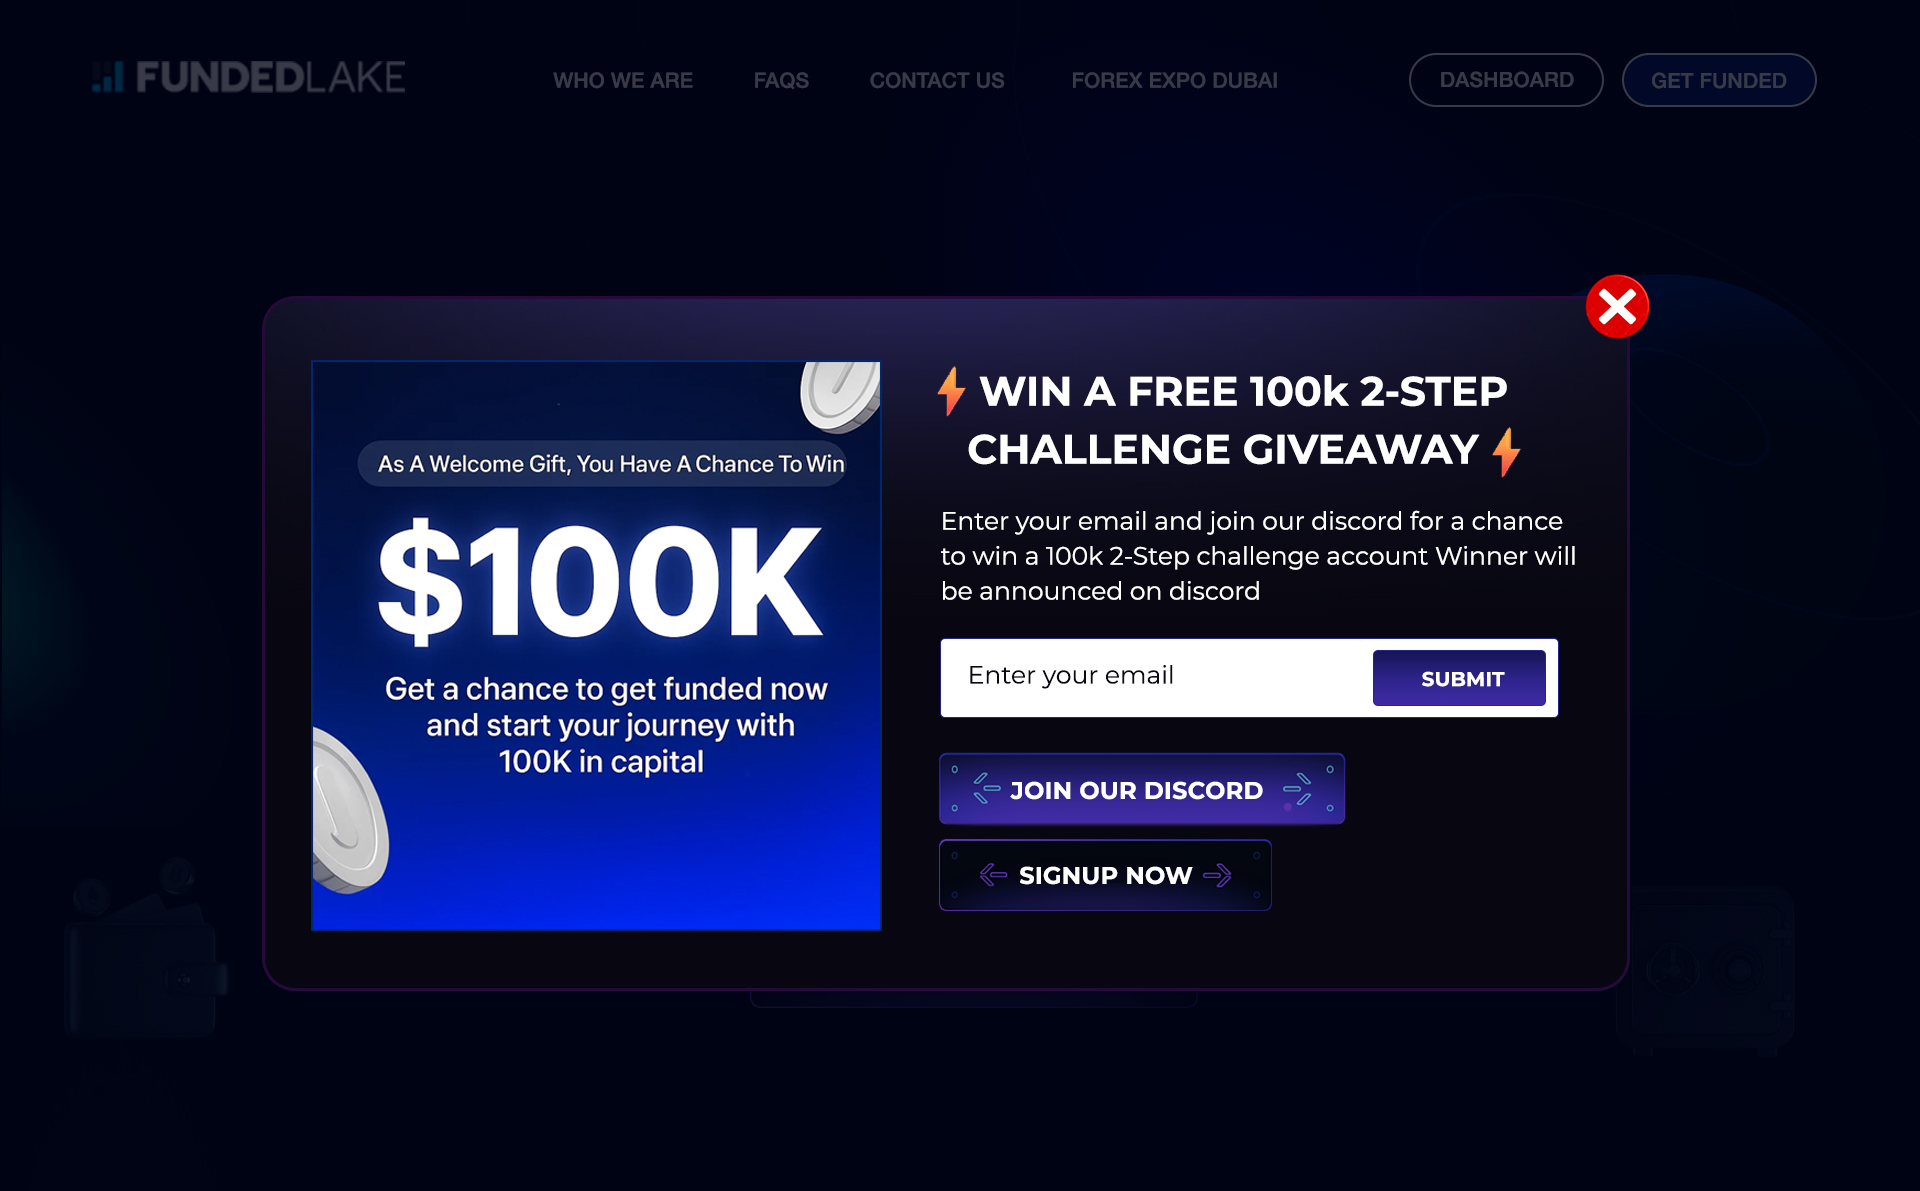 FUNDEDLAKE
WHO WE ARE
FAQS
CONTACT US
FOREX EXPO DUBAI
DASHBOARD
GET FUNDED
As A Welcome Gift, You Have A Chance To Win
$100K
Get a chance to get funded now
and start your journey with
100K in capital
WIN A FREE 100k 2-STEP
CHALLENGE GIVEAWAY
Enter your email and join our discord for a chance
to win a 100k 2-Step challenge account Winner will
be announced on discord
Enter your email
SUBMIT
JOIN OUR DISCORD
SIGNUP NOW